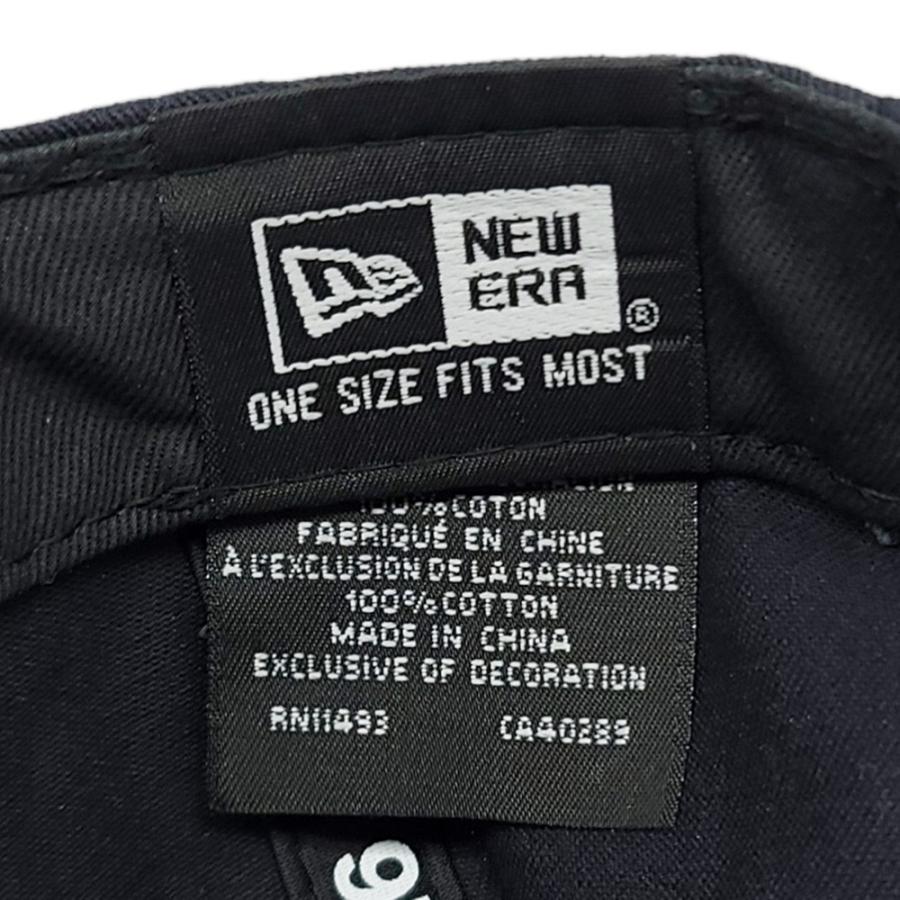 NEW
ERA
®
ONE SIZE FITS MOST
100% COTON
FABRIQUÉ EN CHINE
À L'EXCLUSION DE LA GARNITURE
100% COTTON
MADE IN CHINA
EXCLUSIVE OF DECORATION
RN11493 CA40289